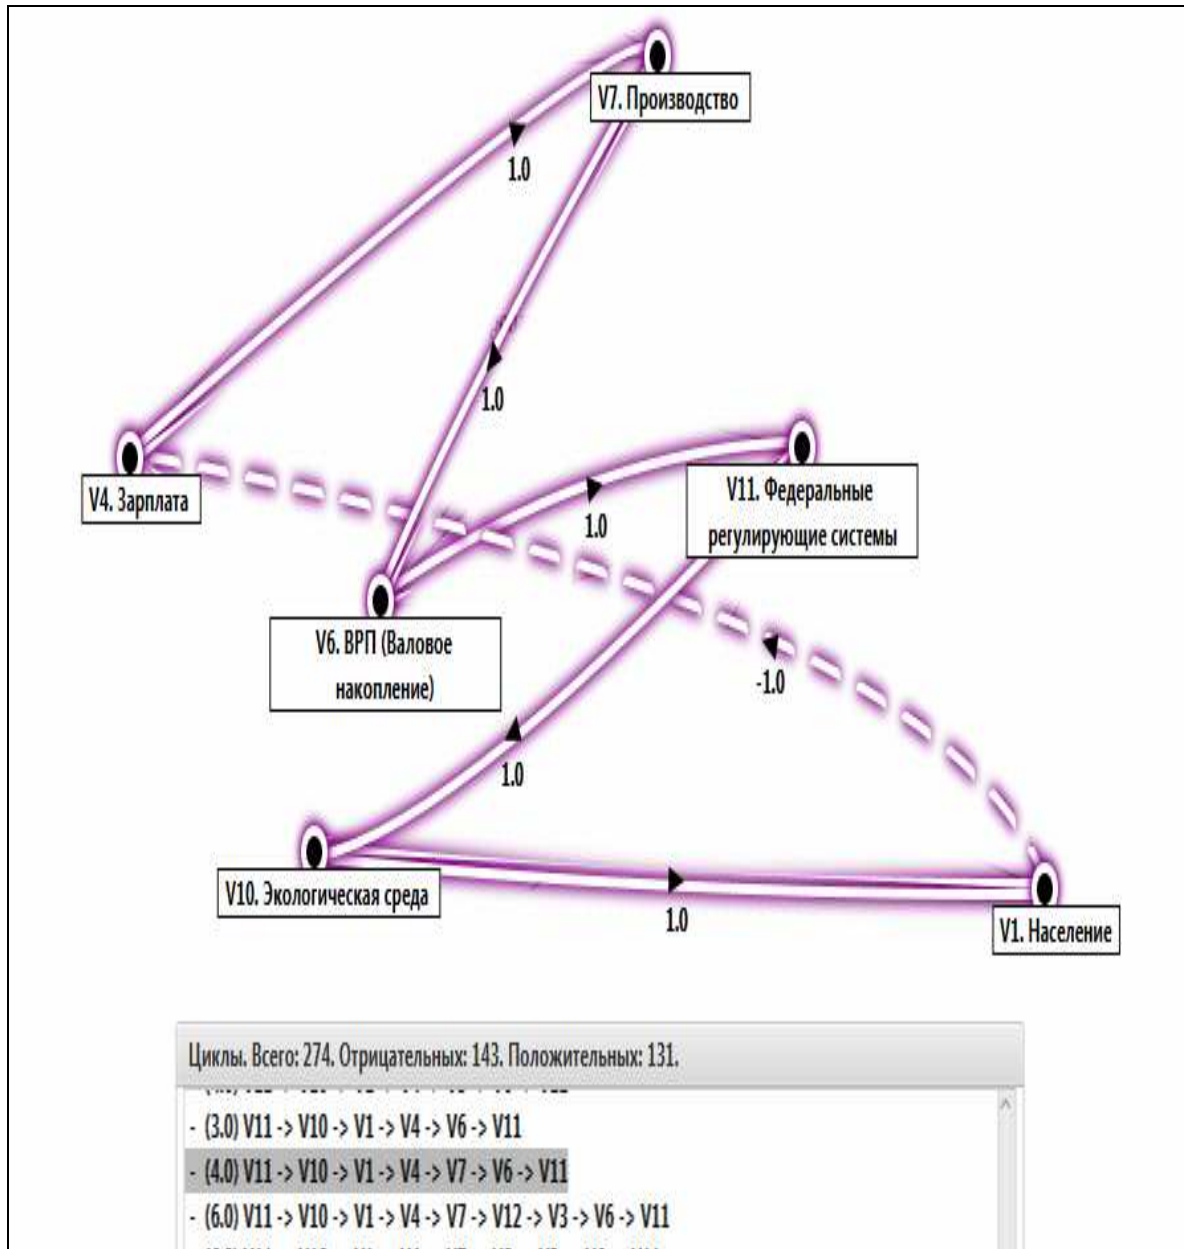 V7. Производство
1.0
1.0
V4. Зарплата
V11. Федеральные
регулирующие системы
1.0
V6. ВРП (Валовое
накопление)
-1.0
1.0
V10. Экологическая среда
1.0
V1. Население
Циклы. Всего: 274. Отрицательных: 143. Положительных: 131.
- (3.0) V11 -> V10 -> V1 -> V4 -> V6 -> V11
- (4.0) V11 -> V10 -> V1 -> V4 -> V7 -> V6 -> V11
- (6.0) V11 -> V10 -> V1 -> V4 -> V7 -> V12 -> V3 -> V6 -> V11